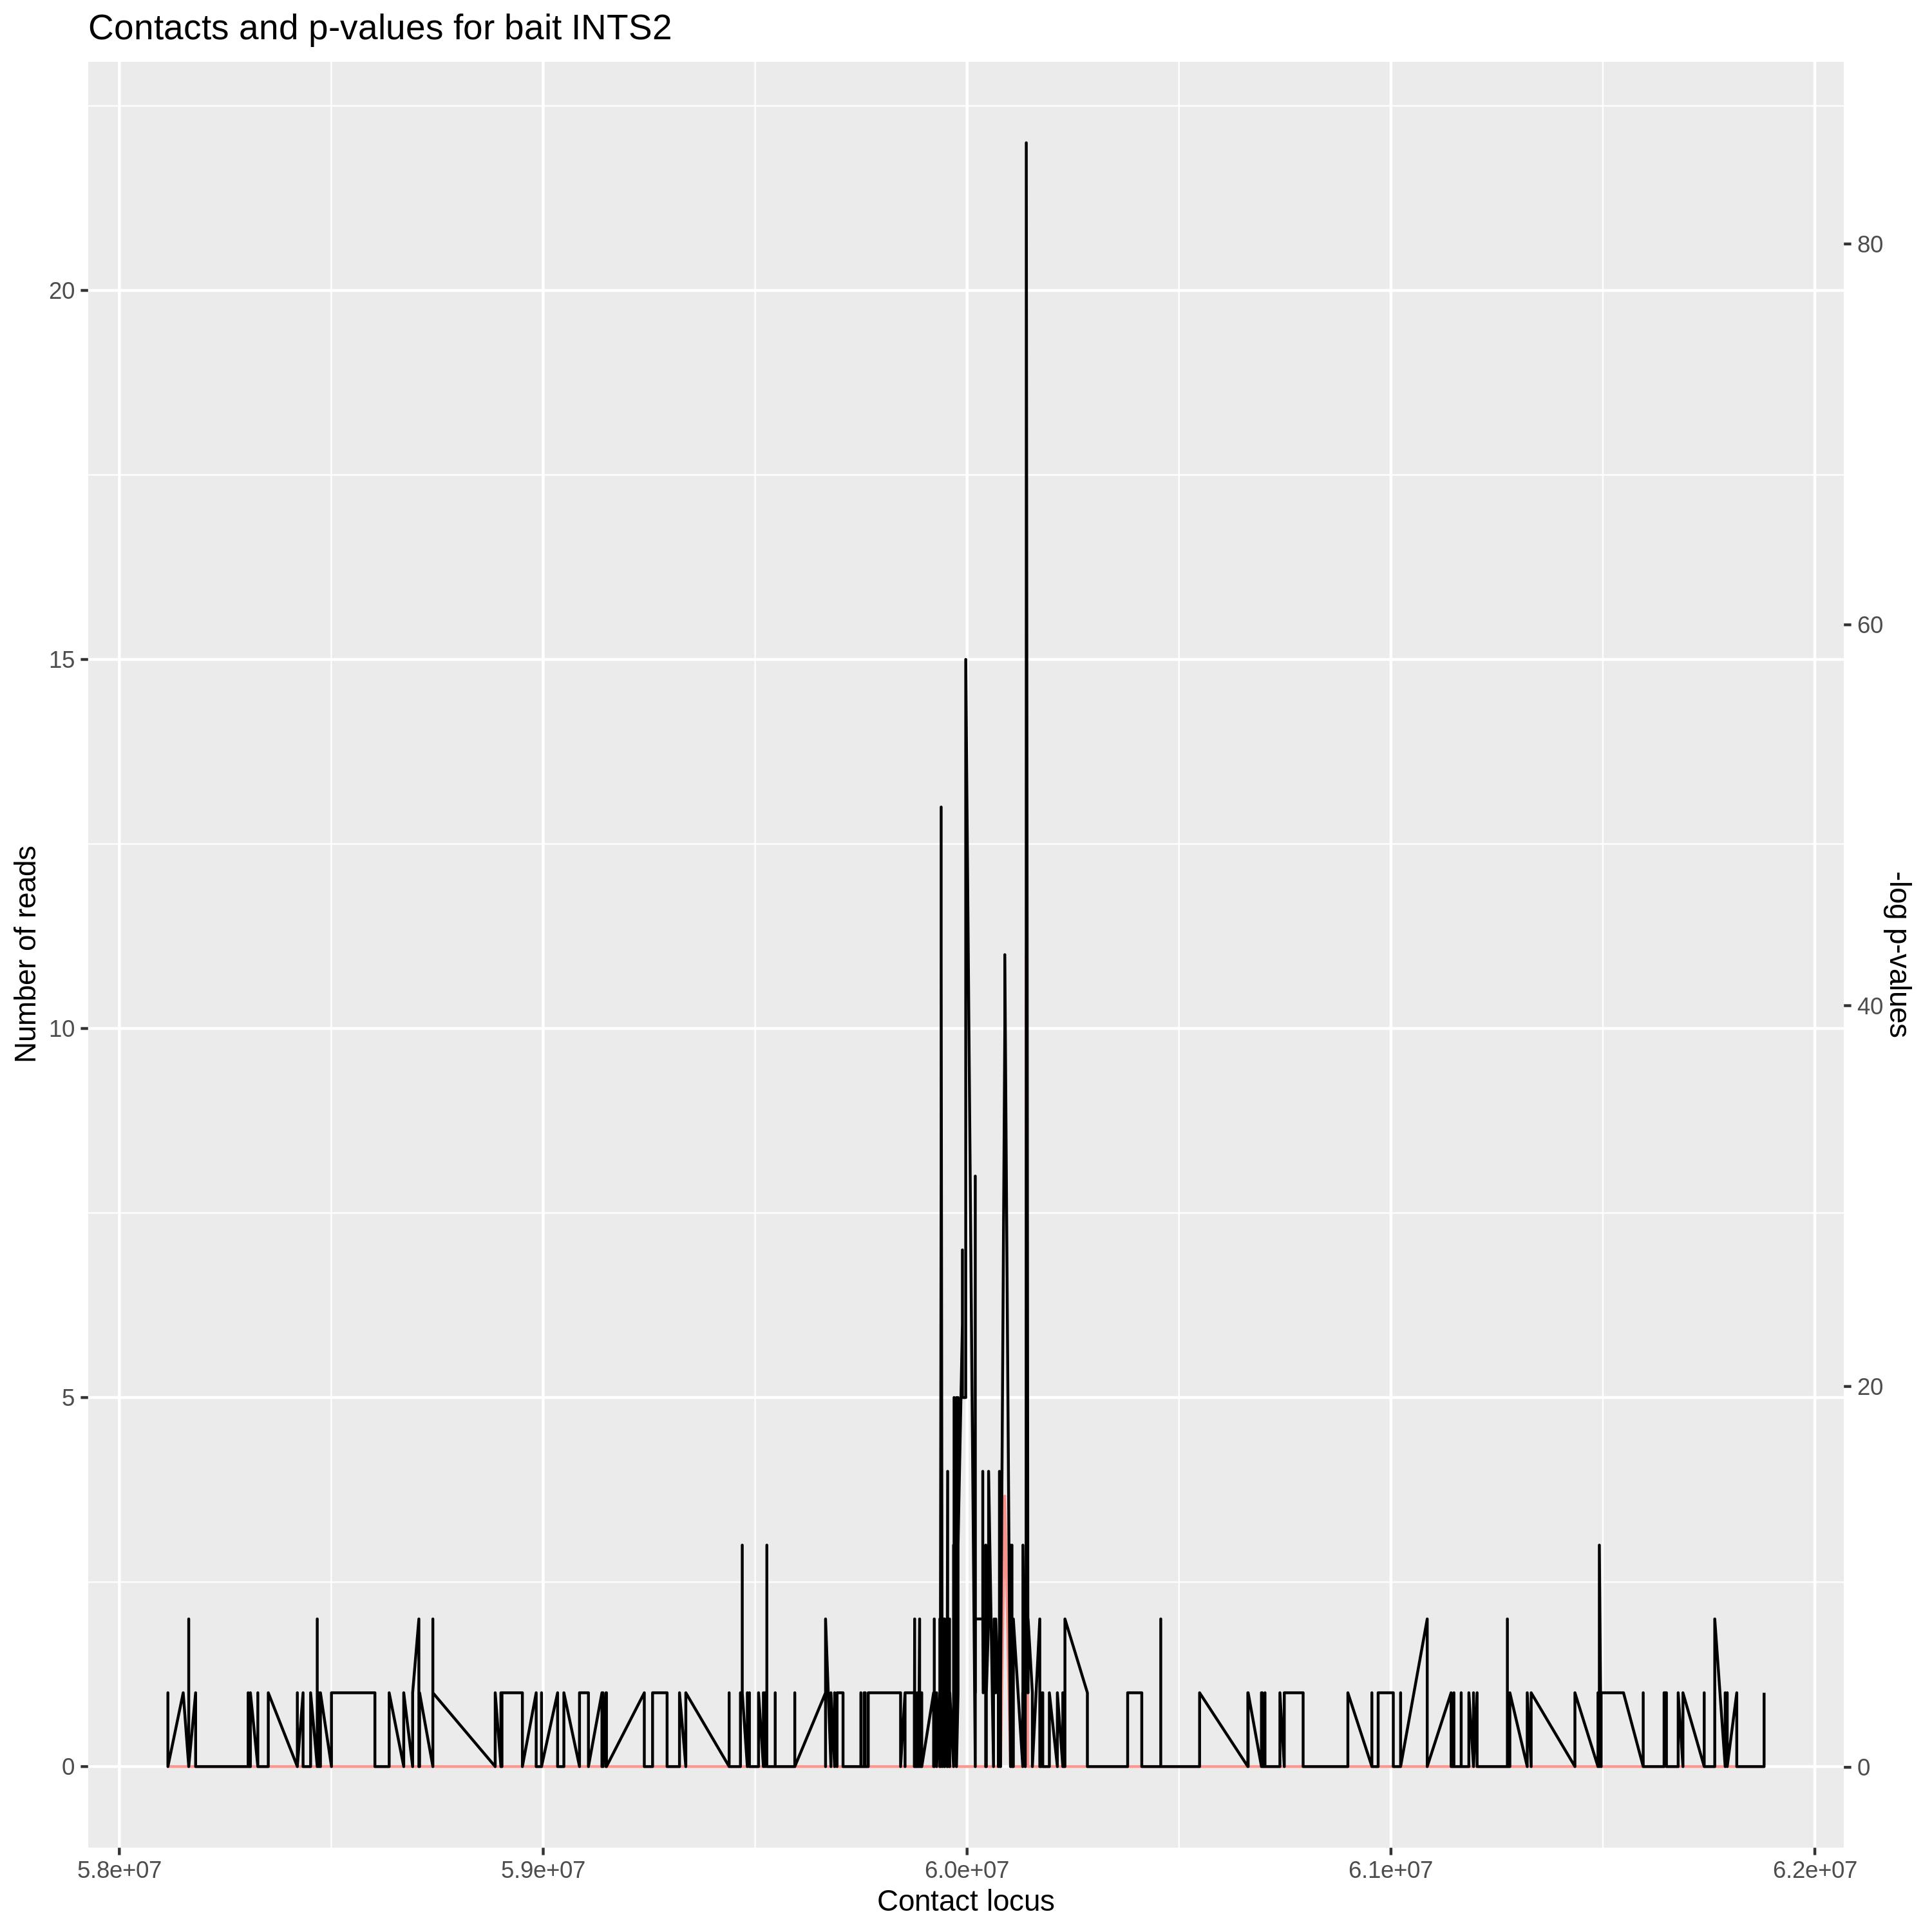 Contacts and p-values for bait INTS2
20
15
10
5
0
Number of reads
80
60
40
20
0
-log p-values
5.8e+07 5.9e+07 6.0e+07 6.1e+07 6.2e+07
Contact locus